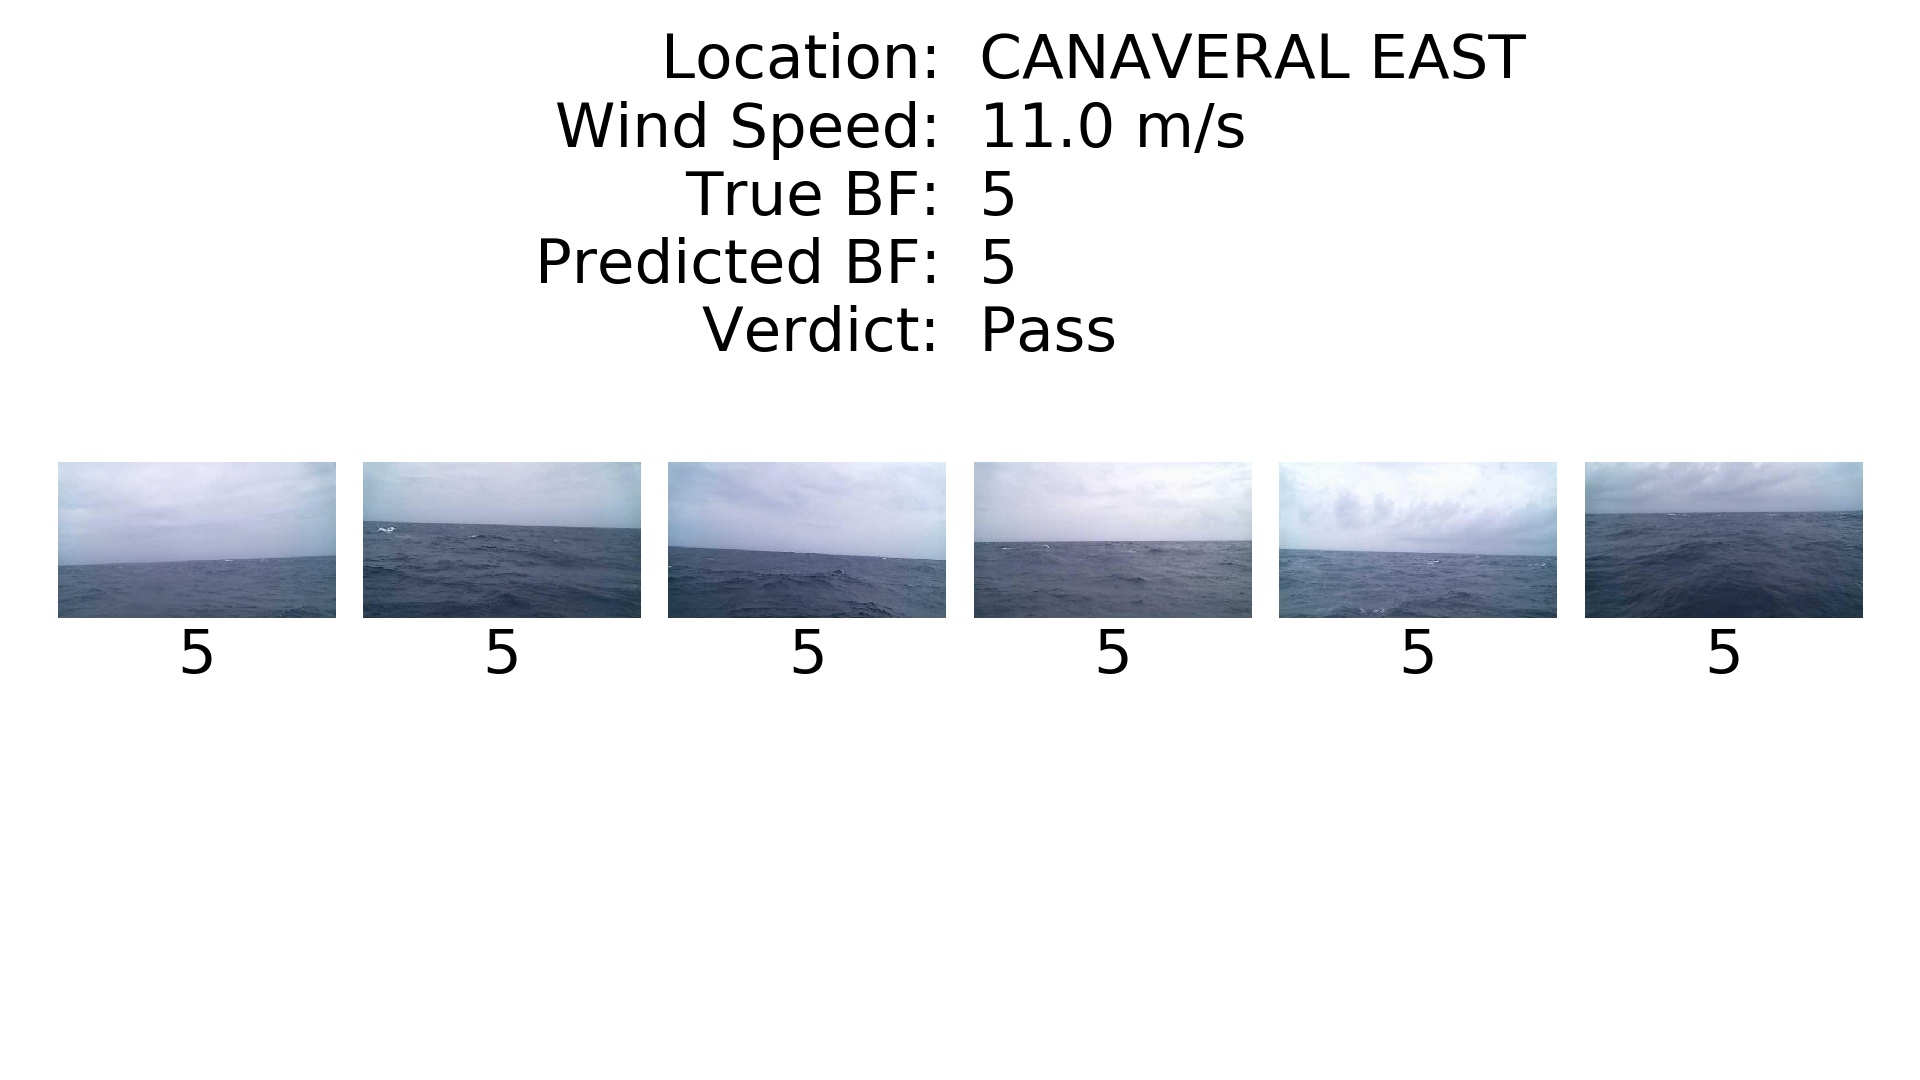 Location: CANAVERAL EAST
Wind Speed: 11.0 m/s
True BF: 5
Predicted BF: 5
Verdict: Pass
5 5 5 5 5 5